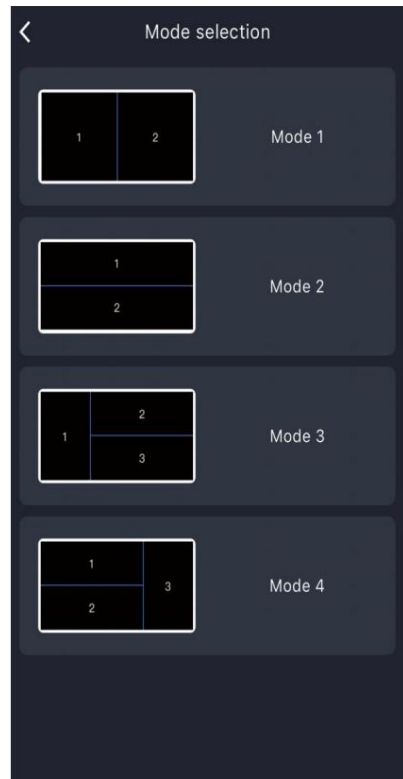 Mode selection
1 2 Mode 1
1
Mode 2
2
2
1 Mode 3
3
1
3 Mode 4
2